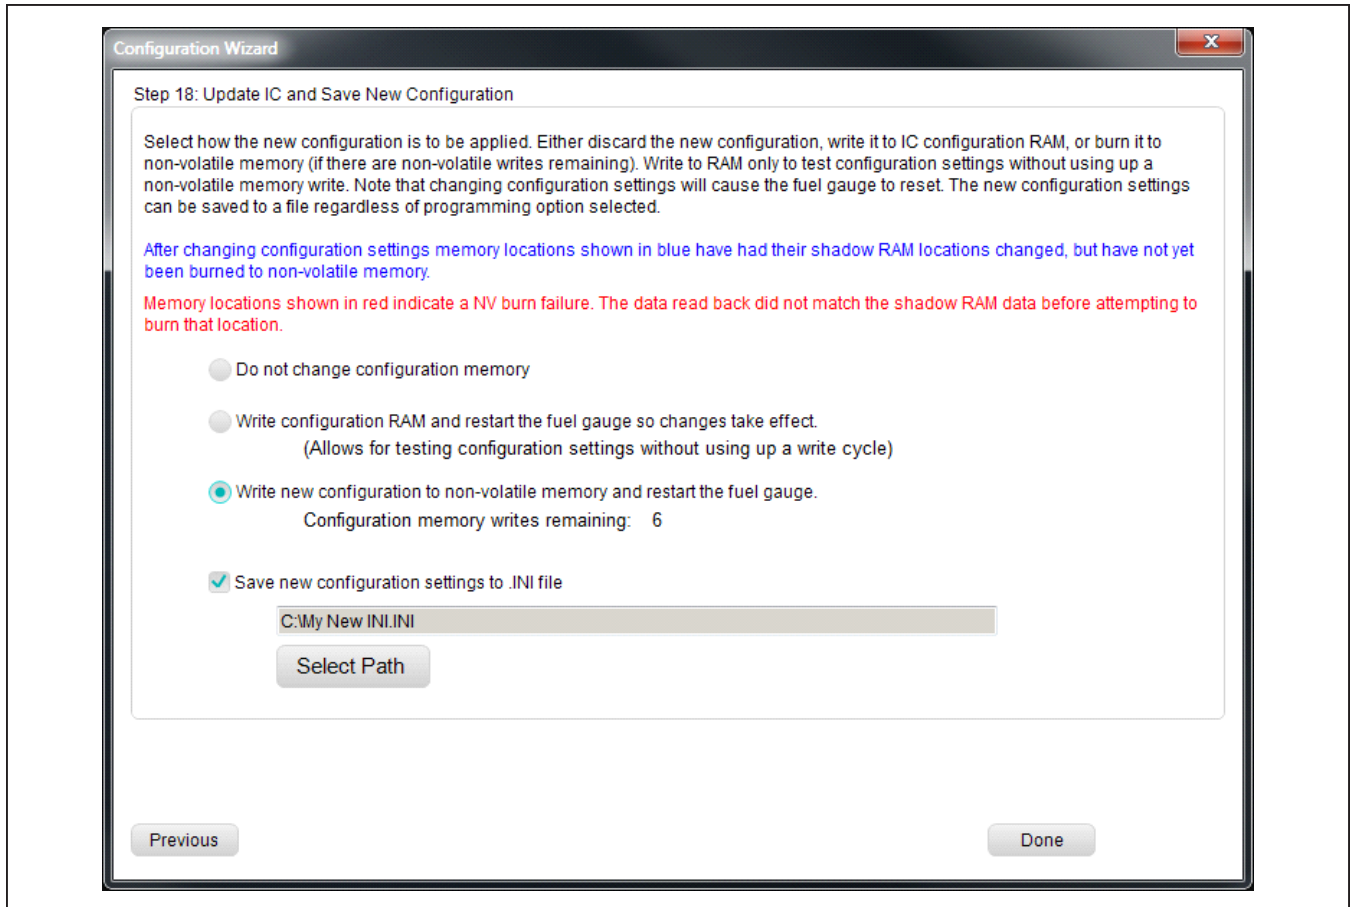 Configuration Wizard
x
Step 18: Update IC and Save New Configuration
Select how the new configuration is to be applied. Either discard the new configuration, write it to IC configuration RAM, or burn it to
non-volatile memory (if there are non-volatile writes remaining). Write to RAM only to test configuration settings without using up a
non-volatile memory write. Note that changing configuration settings will cause the fuel gauge to reset. The new configuration settings
can be saved to a file regardless of programming option selected.
After changing configuration settings memory locations shown in blue have had their shadow RAM locations changed, but have not yet
been burned to non-volatile memory.
Memory locations shown in red indicate a NV burn failure. The data read back did not match the shadow RAM data before attempting to
burn that location.
Do not change configuration memory
Write configuration RAM and restart the fuel gauge so changes take effect.
(Allows for testing configuration settings without using up a write cycle)
Write new configuration to non-volatile memory and restart the fuel gauge.
Configuration memory writes remaining: 6
Save new configuration settings to .INI file
C:\My New INI.INI
Select Path
Previous
Done